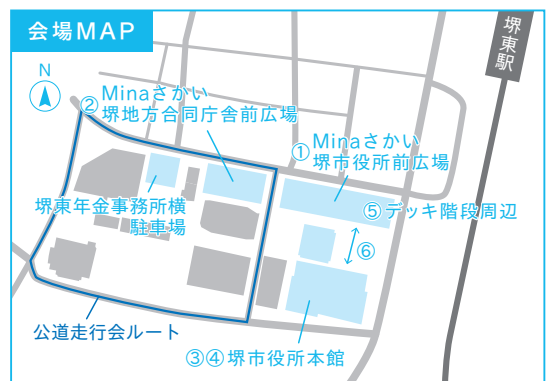 会場MAP
堺東駅
N
Minaさかい
②堺地方合同庁舎前広場
Minaさかい
①堺市役所前広場
⑤デッキ階段周辺
堺東年金事務所横
駐車場
⑥
公道走行会ルート
③④堺市役所本館